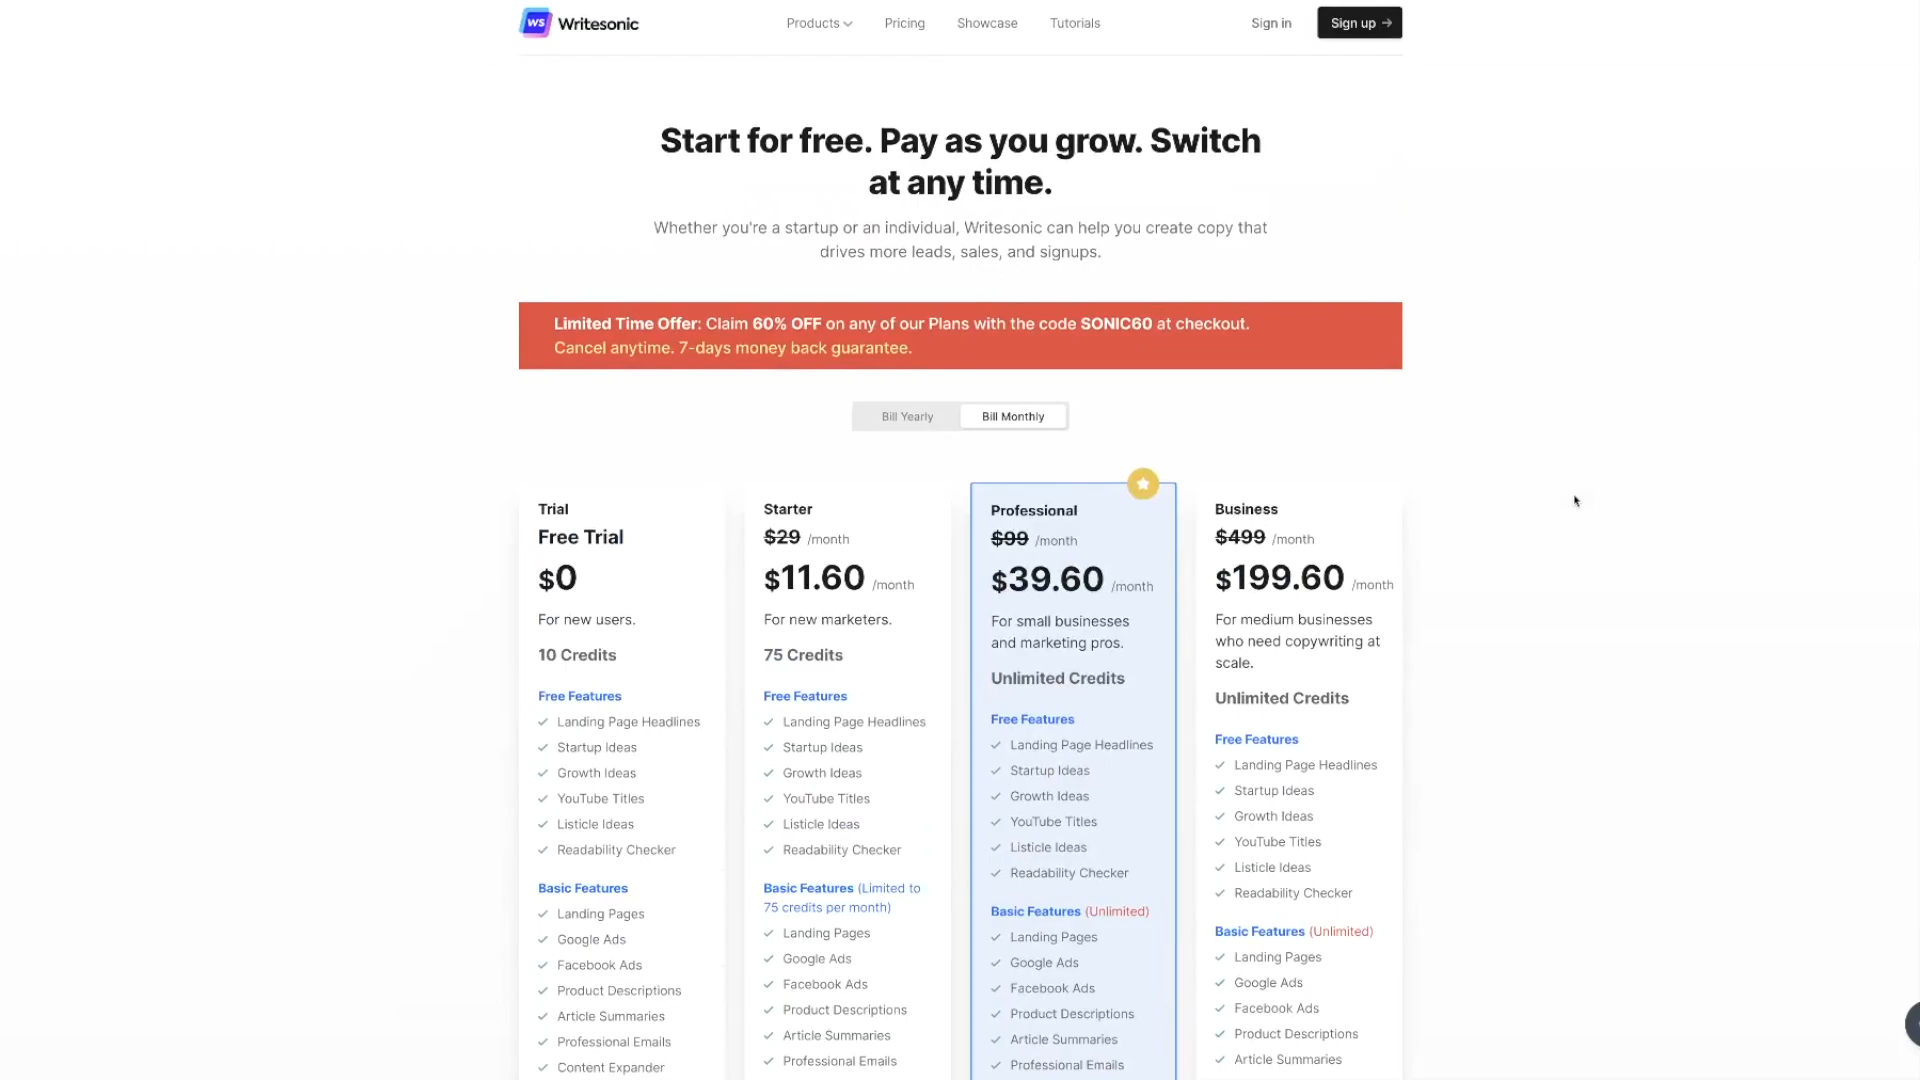 WS Writesonic
Products Pricing Showcase Tutorials
Sign in
Sign up →
Start for free. Pay as you grow. Switch
at any time.
Whether you're a startup or an individual, Writesonic can help you create copy that
drives more leads, sales, and signups.
Limited Time Offer: Claim 60% OFF on any of our Plans with the code SONIC60 at checkout.
Cancel anytime. 7-days money back guarantee.
Bill Yearly
Bill Monthly
Trial
Free Trial
$0
For new users.
10 Credits
Free Features
Landing Page Headlines
Startup Ideas
Growth Ideas
YouTube Titles
Listicle Ideas
Readability Checker
Basic Features
Landing Pages
Google Ads
Facebook Ads
Product Descriptions
Article Summaries
Professional Emails
Content Expander
Starter
$29 /month
$11.60 /month
For new marketers.
75 Credits
Free Features
Landing Page Headlines
Startup Ideas
Growth Ideas
YouTube Titles
Listicle Ideas
Readability Checker
Basic Features (Limited to
75 credits per month)
Landing Pages
Google Ads
Facebook Ads
Product Descriptions
Article Summaries
Professional Emails
Professional
$99 /month
$39.60 /month
For small businesses
and marketing pros.
Unlimited Credits
Free Features
Landing Page Headlines
Startup Ideas
Growth Ideas
YouTube Titles
Listicle Ideas
Readability Checker
Basic Features (Unlimited)
Landing Pages
Google Ads
Facebook Ads
Product Descriptions
Article Summaries
Professional Emails
Business
$499 /month
$199.60 /month
For medium businesses
who need copywriting at
scale.
Unlimited Credits
Free Features
Landing Page Headlines
Startup Ideas
Growth Ideas
YouTube Titles
Listicle Ideas
Readability Checker
Basic Features (Unlimited)
Landing Pages
Google Ads
Facebook Ads
Product Descriptions
Article Summaries